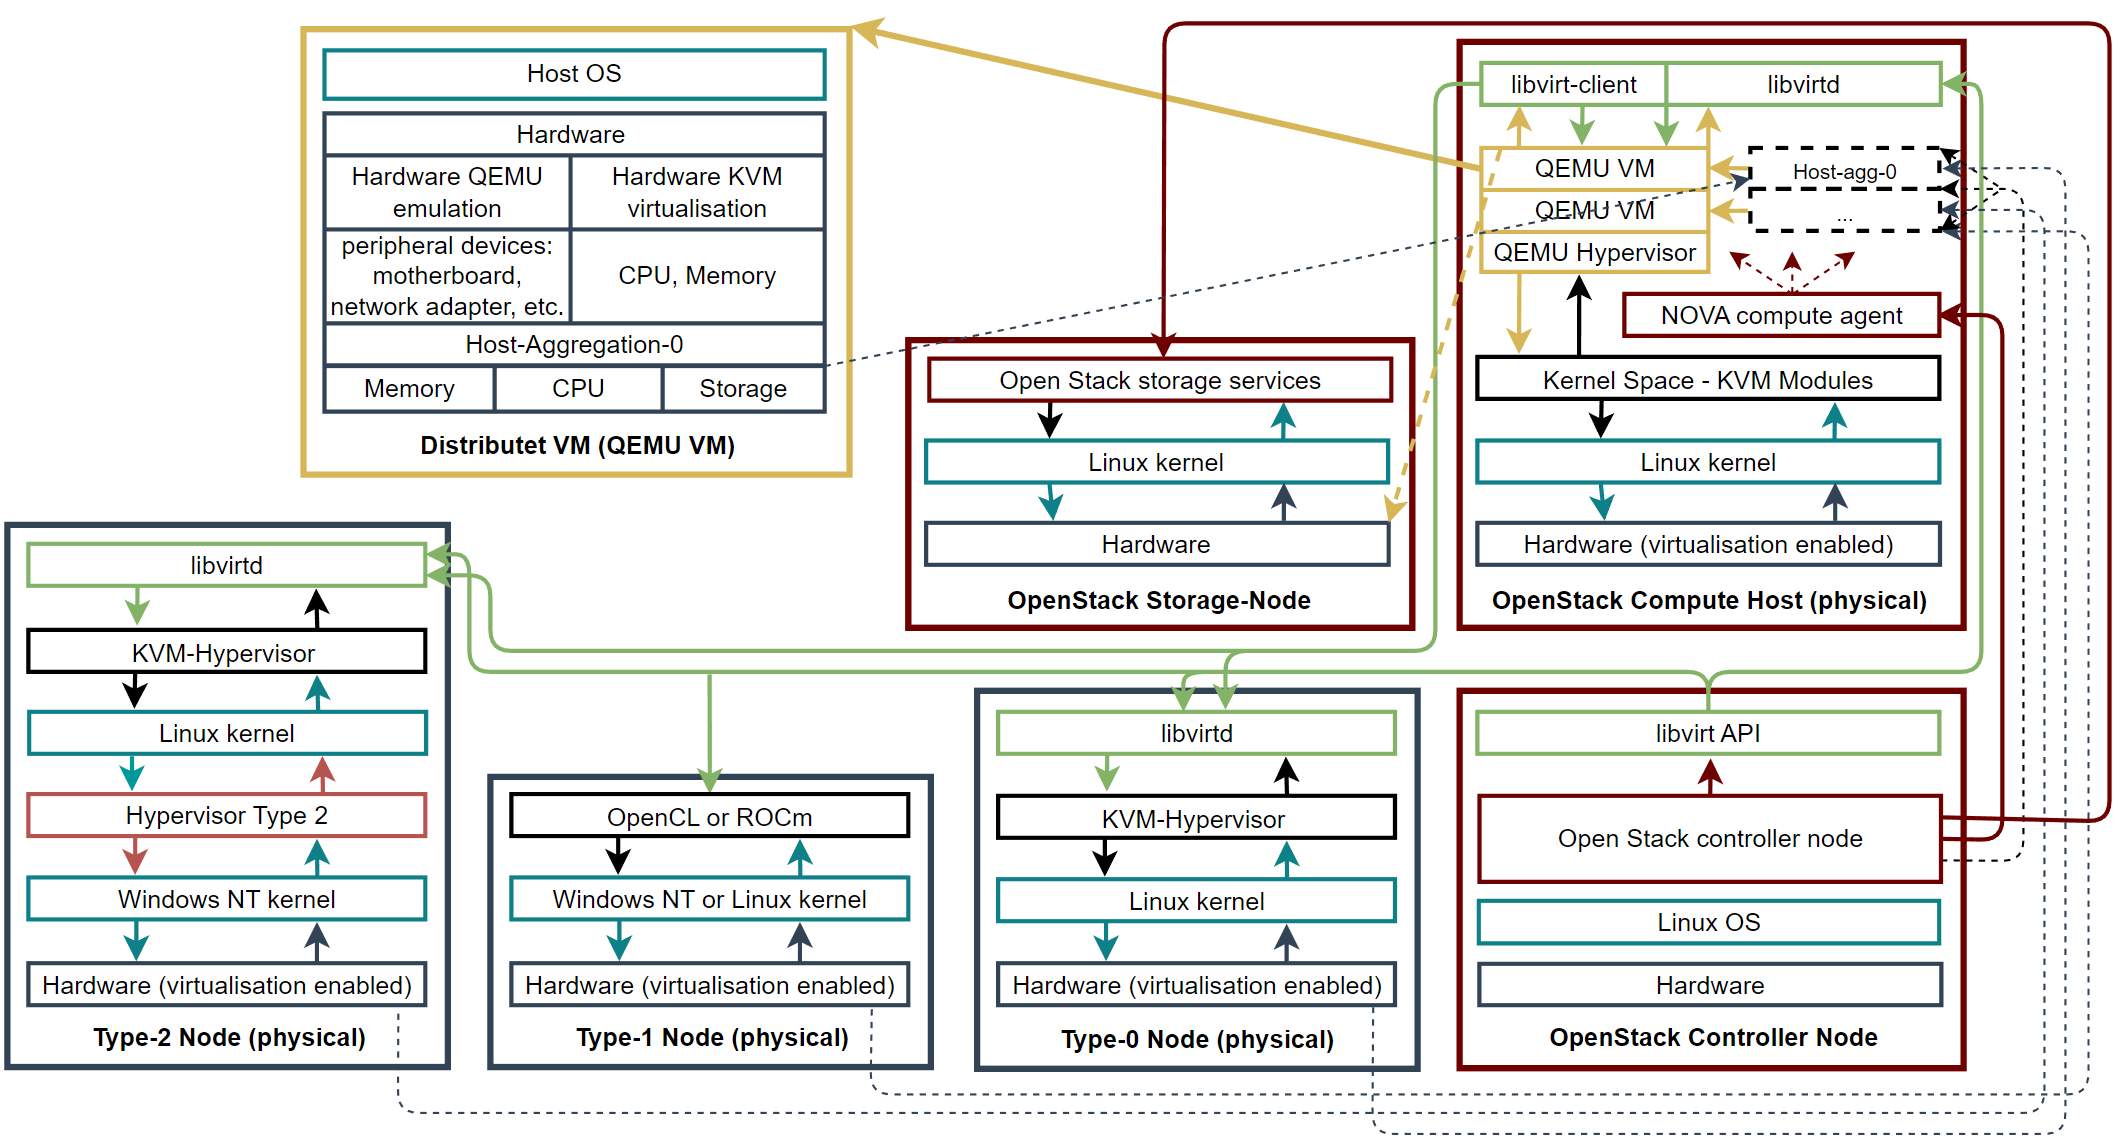 Host OS
Hardware
Hardware QEMU
emulation
Hardware KVM
virtualisation
peripheral devices:
motherboard,
network adapter, etc.
CPU, Memory
Host-Aggregation-0
Memory
CPU
Storage
Distributet VM (QEMU VM)
Open Stack storage services
Linux kernel
Hardware
OpenStack Storage-Node
libvirt-client
libvirtd
QEMU VM
QEMU VM
QEMU Hypervisor
Host-agg-0
...
NOVA compute agent
Kernel Space - KVM Modules
Linux kernel
Hardware (virtualisation enabled)
OpenStack Compute Host (physical)
libvirtd
KVM-Hypervisor
Linux kernel
Hypervisor Type 2
Windows NT kernel
Hardware (virtualisation enabled)
Type-2 Node (physical)
OpenCL or ROCm
Windows NT or Linux kernel
Hardware (virtualisation enabled)
Type-1 Node (physical)
libvirtd
KVM-Hypervisor
Linux kernel
Hardware (virtualisation enabled)
Type-0 Node (physical)
libvirt API
Open Stack controller node
Linux OS
Hardware
OpenStack Controller Node